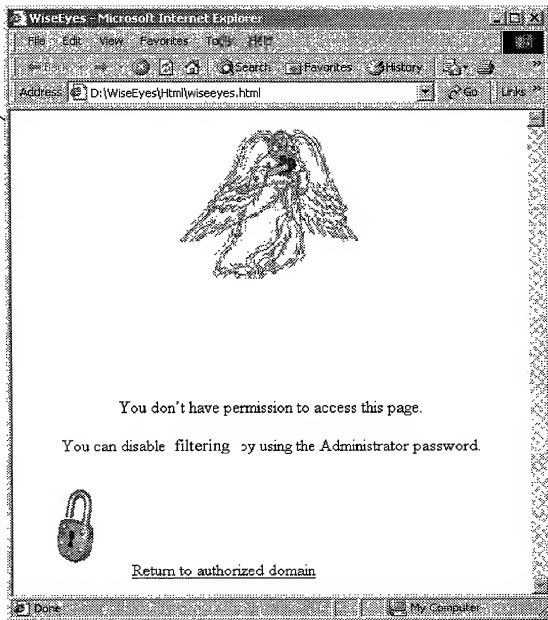 WiseEyes - Microsoft Internet Explorer
File Edit View Favorites Tools Help
Back Search Favorites History »
Address D:\WiseEyes\Html\wiseeyes.html Go Links »
You don't have permission to access this page.
You can disable filtering by using the Administrator password.
Return to authorized domain
Done My Computer